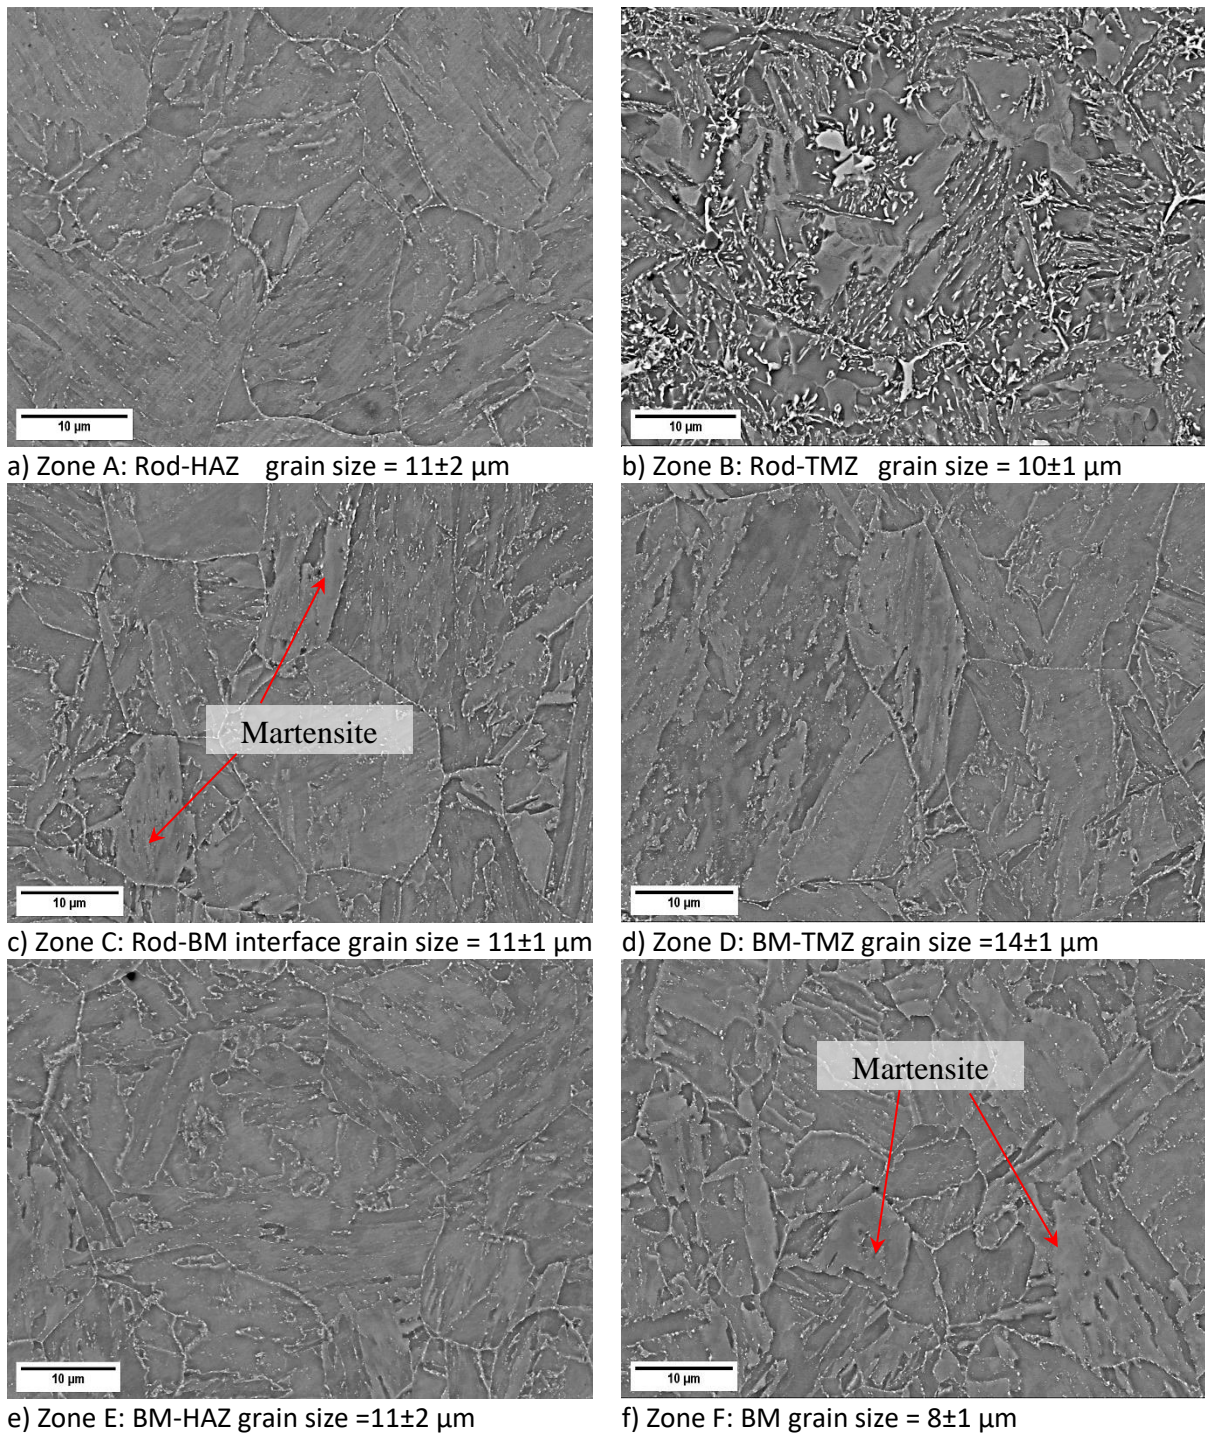 10 µm
10 µm
a) Zone A: Rod-HAZ    grain size = 11±2 µm
b) Zone B: Rod-TMZ   grain size = 10±1 µm
Martensite
10 µm
10 µm
c) Zone C: Rod-BM interface grain size = 11±1 µm
d) Zone D: BM-TMZ grain size =14±1 µm
Martensite
10 µm
10 µm
e) Zone E: BM-HAZ grain size =11±2 µm
f) Zone F: BM grain size = 8±1 µm